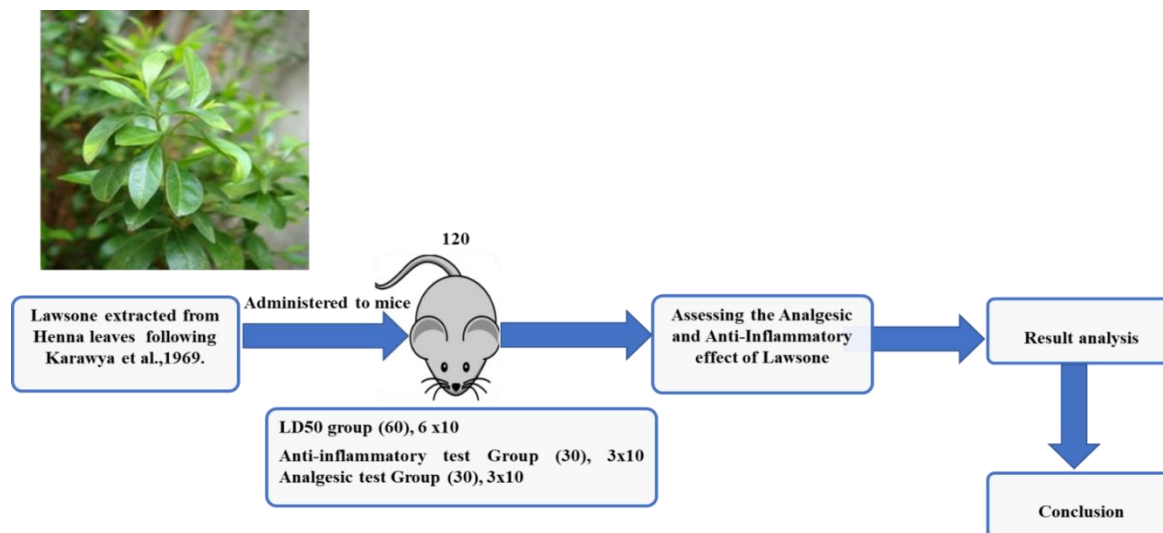 120
Administered to mice
Lawsone extracted from
Henna leaves following
Karawya et al.,1969.
LD50 group (60), 6 x10
Anti-inflammatory test Group (30), 3x10
Analgesic test Group (30), 3x10
Assessing the Analgesic
and Anti-Inflammatory
effect of Lawsone
Result analysis
Conclusion